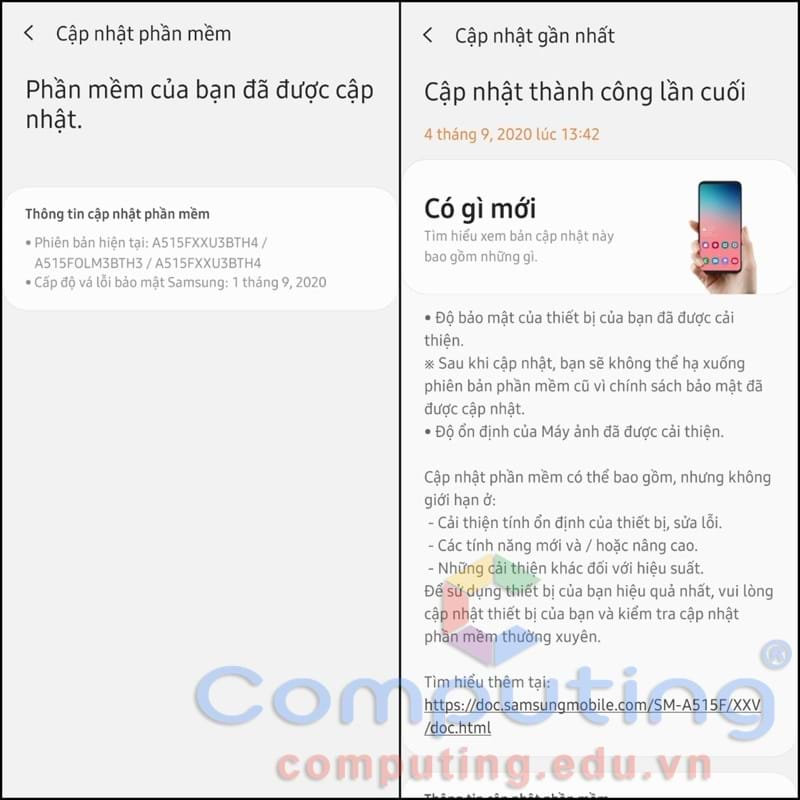 Cập nhật phần mềm
Phần mềm của bạn đã được cập
nhật.
Thông tin cập nhật phần mềm
• Phiên bản hiện tại: A515FXXU3BTH4 /
A515FOLM3BTH3 / A515FXXU3BTH4
• Cấp độ vá lỗi bảo mật Samsung: 1 tháng 9, 2020
Cập nhật gần nhất
Cập nhật thành công lần cuối
4 tháng 9, 2020 lúc 13:42
Có gì mới
Tìm hiểu xem bản cập nhật này
bao gồm những gì.
• Độ bảo mật của thiết bị của bạn đã được cải
thiện.
※ Sau khi cập nhật, bạn sẽ không thể hạ xuống
phiên bản phần mềm cũ vì chính sách bảo mật đã
được cập nhật.
• Độ ổn định của Máy ảnh đã được cải thiện.
Cập nhật phần mềm có thể bao gồm, nhưng không
giới hạn ở:
- Cải thiện tính ổn định của thiết bị, sửa lỗi.
- Các tính năng mới và / hoặc nâng cao.
- Những cải thiện khác đối với hiệu suất.
Để sử dụng thiết bị của bạn hiệu quả nhất, vui lòng
cập nhật thiết bị của bạn và kiểm tra cập nhật
phần mềm thường xuyên.
Tìm hiểu thêm tại:
https://doc.samsungmobile.com/SM-A515F/XXV
/doc.html
Computing®
computing.edu.vn
Thông tin cập nhật phần mềm